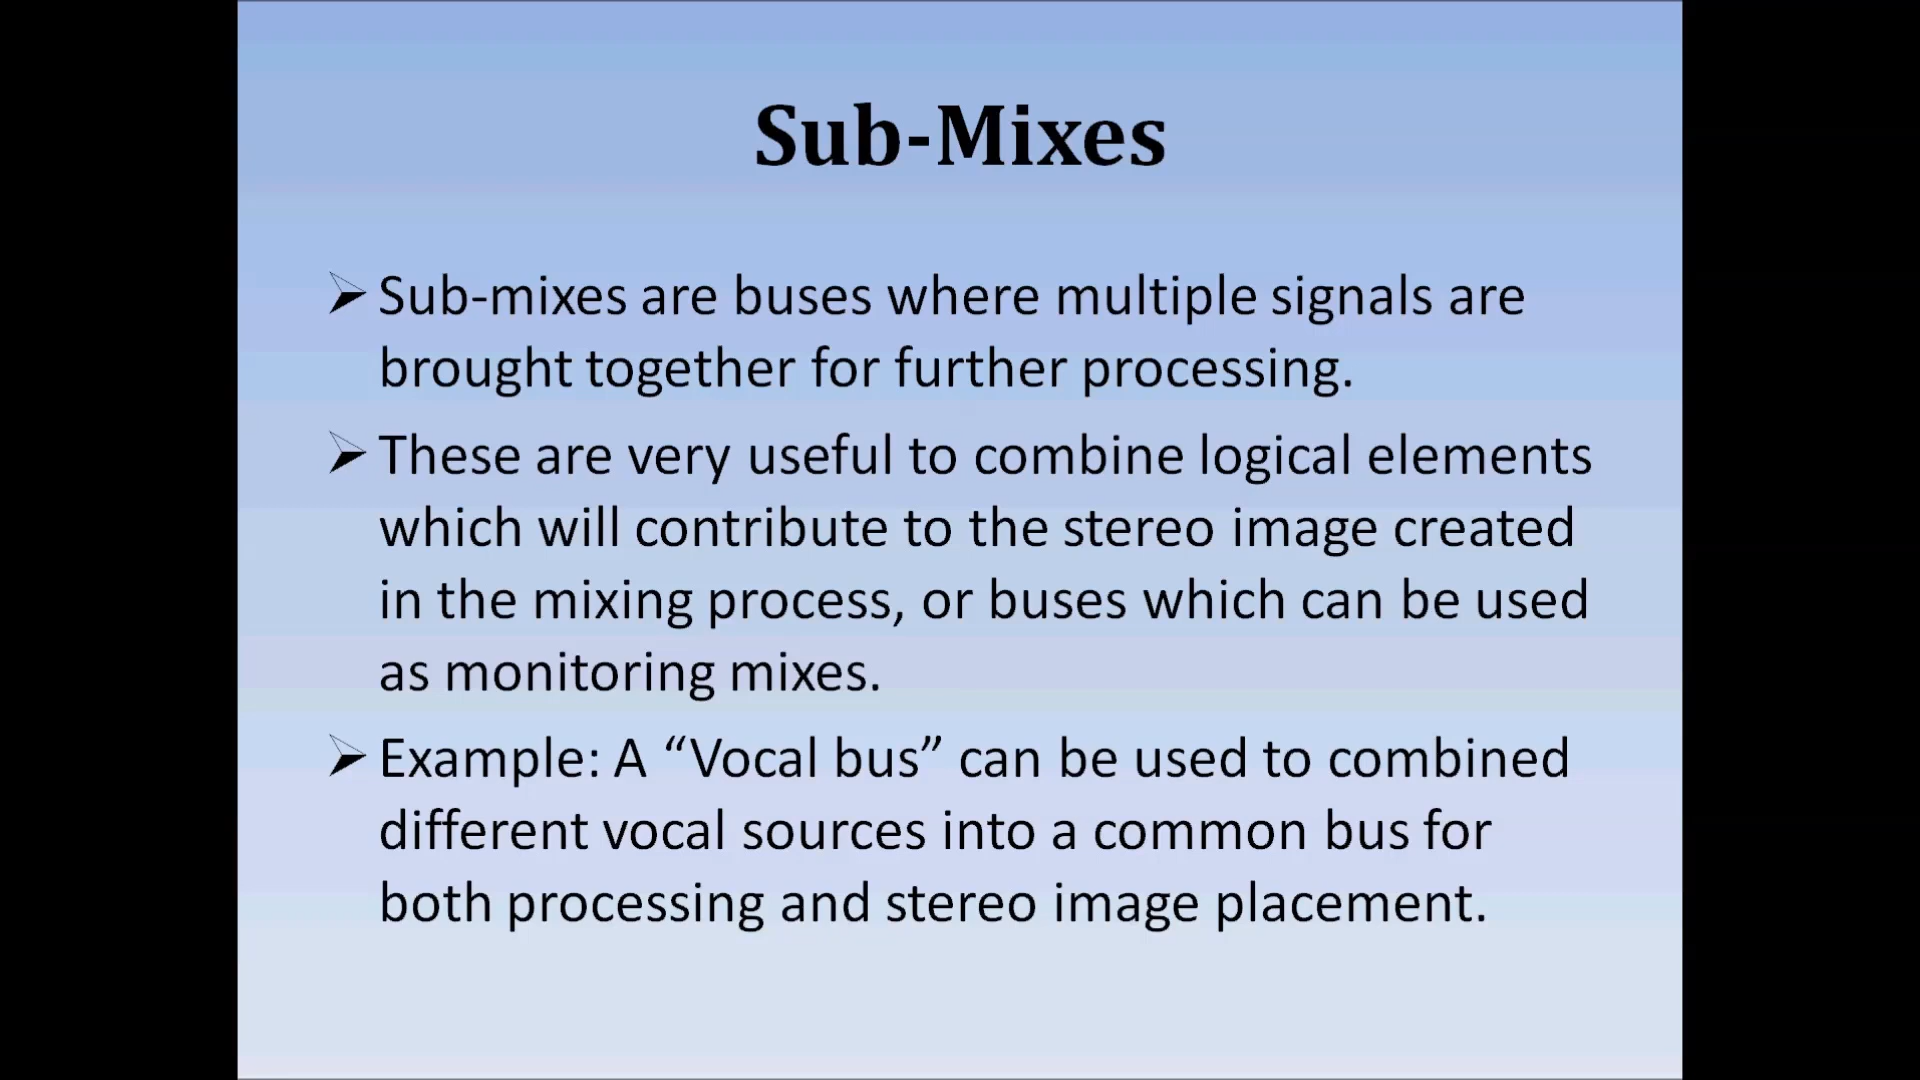 Sub-Mixes
➢ Sub-mixes are buses where multiple signals are
brought together for further processing.
➢ These are very useful to combine logical elements
which will contribute to the stereo image created
in the mixing process, or buses which can be used
as monitoring mixes.
➢ Example: A “Vocal bus” can be used to combined
different vocal sources into a common bus for
both processing and stereo image placement.